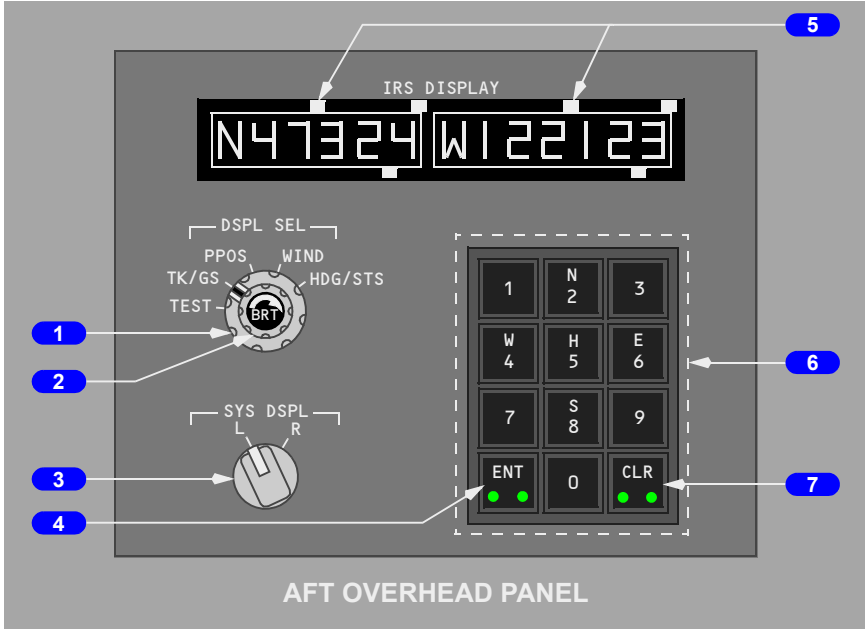 5
IRS DISPLAY
N47324 W122123
DSPL SEL
PPOS WIND
TK/GS HDG/STS
TEST
BRT
1
2
SYS DSPL
L R
3
4
1 N 2 3
W 4 H 5 E 6
7 S 8 9
ENT 0 CLR
6
7
AFT OVERHEAD PANEL